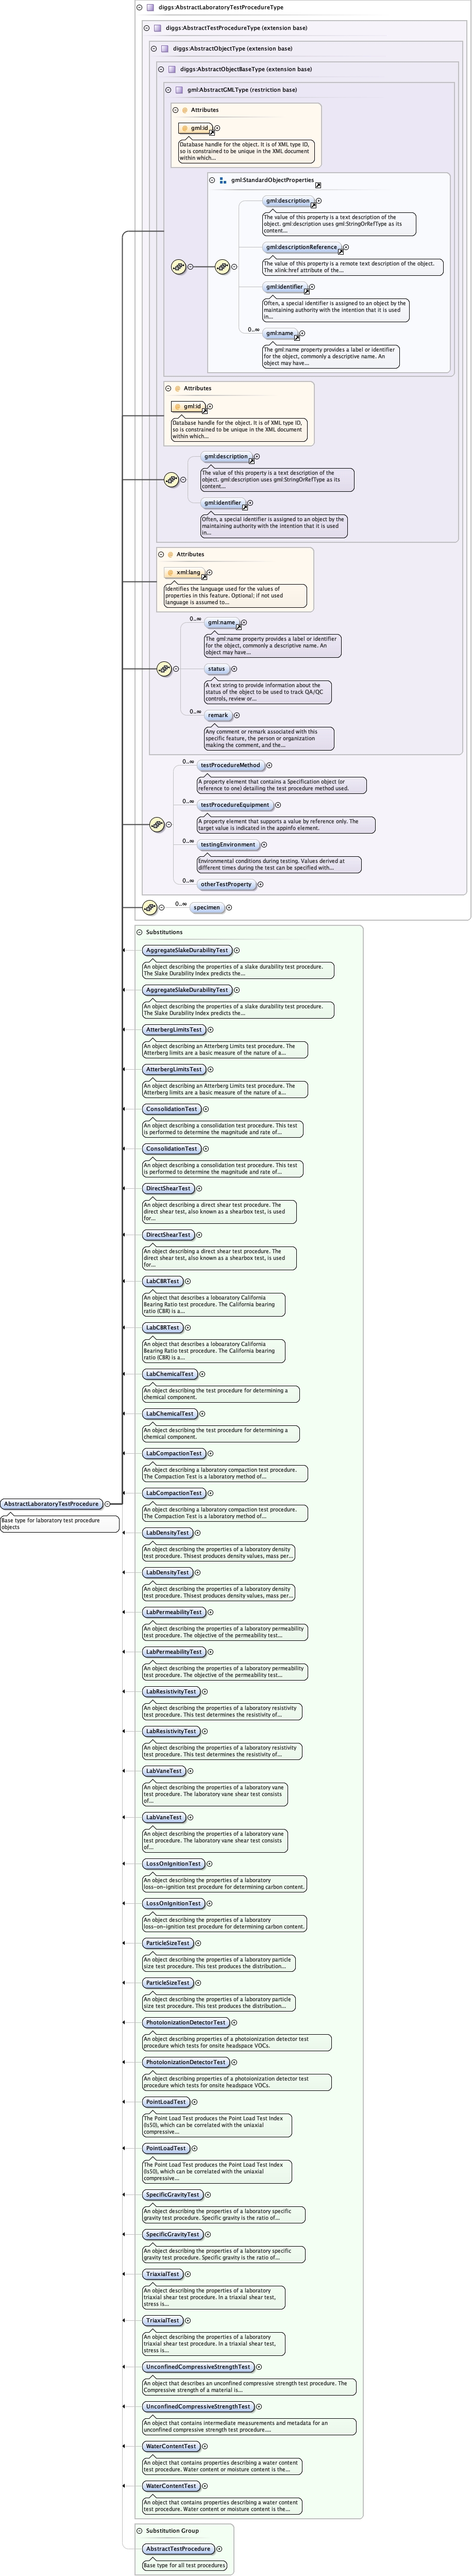 diggs:AbstractLaboratoryTestProcedureType
diggs:AbstractTestProcedureType (extension base)
diggs:AbstractObjectType (extension base)
diggs:AbstractObjectBaseType (extension base)
gml:AbstractGMLType (restriction base)
Attributes
gml:id
Database handle for the object. It is of XML type ID,
so is constrained to be unique in the XML document
within which...
gml:StandardObjectProperties
gml:description
The value of this property is a text description of the
object. gml:description uses gml:StringOrRefType as its
content...
gml:descriptionReference
The value of this property is a remote text description of the object.
The xlink:href attribute of the...
gml:identifier
Often, a special identifier is assigned to an object by the
maintaining authority with the intention that it is used
in...
0..∞
gml:name
The gml:name property provides a label or identifier
for the object, commonly a descriptive name. An
object may have...
Attributes
gml:id
Database handle for the object. It is of XML type ID,
so is constrained to be unique in the XML document
within which...
gml:description
The value of this property is a text description of the
object. gml:description uses gml:StringOrRefType as its
content...
gml:identifier
Often, a special identifier is assigned to an object by the
maintaining authority with the intention that it is used
in...
Attributes
xml:lang
Identifies the language used for the values of
properties in this feature. Optional; if not used
language is assumed to...
0..∞
gml:name
The gml:name property provides a label or identifier
for the object, commonly a descriptive name. An
object may have...
status
A text string to provide information about the
status of the object to be used to track QA/QC
controls, review or...
0..∞
remark
Any comment or remark associated with this
specific feature, the person or organization
making the comment, and the...
0..∞
testProcedureMethod
A property element that contains a Specification object (or
reference to one) detailing the test procedure method used.
0..∞
testProcedureEquipment
A property element that supports a value by reference only. The
target value is indicated in the appinfo element.
0..∞
testingEnvironment
Environmental conditions during testing. Values derived at
different times during the test can be specified with...
0..∞
otherTestProperty
0..∞
specimen
Substitutions
AggregateSlakeDurabilityTest
An object describing the properties of a slake durability test procedure.
The Slake Durability Index predicts the...
AggregateSlakeDurabilityTest
An object describing the properties of a slake durability test procedure.
The Slake Durability Index predicts the...
AtterbergLimitsTest
An object describing an Atterberg Limits test procedure. The
Atterberg limits are a basic measure of the nature of a...
AtterbergLimitsTest
An object describing an Atterberg Limits test procedure. The
Atterberg limits are a basic measure of the nature of a...
ConsolidationTest
An object describing a consolidation test procedure. This test
is performed to determine the magnitude and rate of...
ConsolidationTest
An object describing a consolidation test procedure. This test
is performed to determine the magnitude and rate of...
DirectShearTest
An object describing a direct shear test procedure. The
direct shear test, also known as a shearbox test, is used
for...
DirectShearTest
An object describing a direct shear test procedure. The
direct shear test, also known as a shearbox test, is used
for...
LabCBRTest
An object that describes a loboaratory California
Bearing Ratio test procedure. The California bearing
ratio (CBR) is a...
LabCBRTest
An object that describes a loboaratory California
Bearing Ratio test procedure. The California bearing
ratio (CBR) is a...
LabChemicalTest
An object describing the test procedure for determining a
chemical component.
LabChemicalTest
An object describing the test procedure for determining a
chemical component.
LabCompactionTest
An object describing a laboratory compaction test procedure.
The Compaction Test is a laboratory method of...
LabCompactionTest
An object describing a laboratory compaction test procedure.
The Compaction Test is a laboratory method of...
AbstractLaboratoryTestProcedure
Base type for laboratory test procedure
objects
LabDensityTest
An object describing the properties of a laboratory density
test procedure. Thisest produces density values, mass per...
LabDensityTest
An object describing the properties of a laboratory density
test procedure. Thisest produces density values, mass per...
LabPermeabilityTest
An object describing the properties of a laboratory permeability
test procedure. The objective of the permeability test...
LabPermeabilityTest
An object describing the properties of a laboratory permeability
test procedure. The objective of the permeability test...
LabResistivityTest
An object describing the properties of a laboratory resistivity
test procedure. This test determines the resistivity of...
LabResistivityTest
An object describing the properties of a laboratory resistivity
test procedure. This test determines the resistivity of...
LabVaneTest
An object describing the properties of a laboratory vane
test procedure. The laboratory vane shear test consists
of...
LabVaneTest
An object describing the properties of a laboratory vane
test procedure. The laboratory vane shear test consists
of...
LossOnIgnitionTest
An object describing the properties of a laboratory
loss-on-ignition test procedure for determining carbon content.
LossOnIgnitionTest
An object describing the properties of a laboratory
loss-on-ignition test procedure for determining carbon content.
ParticleSizeTest
An object describing the properties of a laboratory particle
size test procedure. This test produces the distribution...
ParticleSizeTest
An object describing the properties of a laboratory particle
size test procedure. This test produces the distribution...
PhotoIonizationDetectorTest
An object describing properties of a photoionization detector test
procedure which tests for onsite headspace VOCs.
PhotoIonizationDetectorTest
An object describing properties of a photoionization detector test
procedure which tests for onsite headspace VOCs.
PointLoadTest
The Point Load Test produces the Point Load Test Index
(Is50), which can be correlated with the uniaxial
compressive...
PointLoadTest
The Point Load Test produces the Point Load Test Index
(Is50), which can be correlated with the uniaxial
compressive...
SpecificGravityTest
An object describing the properties of a laboratory specific
gravity test procedure. Specific gravity is the ratio of...
SpecificGravityTest
An object describing the properties of a laboratory specific
gravity test procedure. Specific gravity is the ratio of...
TriaxialTest
An object describing the properties of a laboratory
triaxial shear test procedure. In a triaxial shear test,
stress is...
TriaxialTest
An object describing the properties of a laboratory
triaxial shear test procedure. In a triaxial shear test,
stress is...
UnconfinedCompressiveStrengthTest
An object that describes an unconfined compressive strength test procedure. The
Compressive strength of a material is...
UnconfinedCompressiveStrengthTest
An object that contains intermediate measurements and metadata for an
unconfined compressive strength test procedure....
WaterContentTest
An object that contains properties describing a water content
test procedure. Water content or moisture content is the...
WaterContentTest
An object that contains properties describing a water content
test procedure. Water content or moisture content is the...
Substitution Group
AbstractTestProcedure
Base type for all test procedures